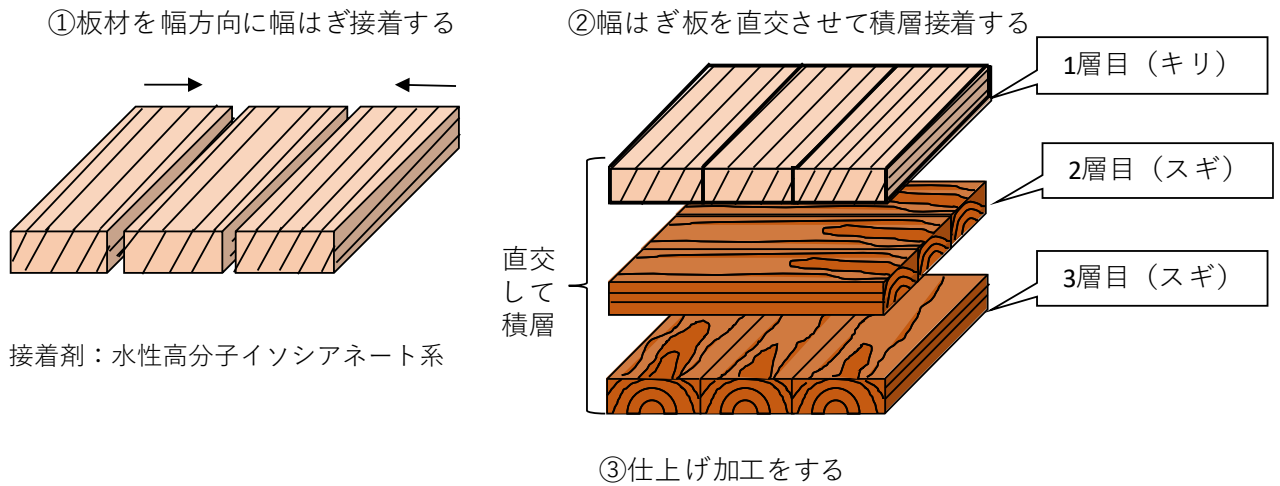 ①板材を幅方向に幅はぎ接着する
②幅はぎ板を直交させて積層接着する
1層目（キリ）
2層目（スギ）
3層目（スギ）
直交
して
積層
接着剤：水性高分子イソシアネート系
③仕上げ加工をする